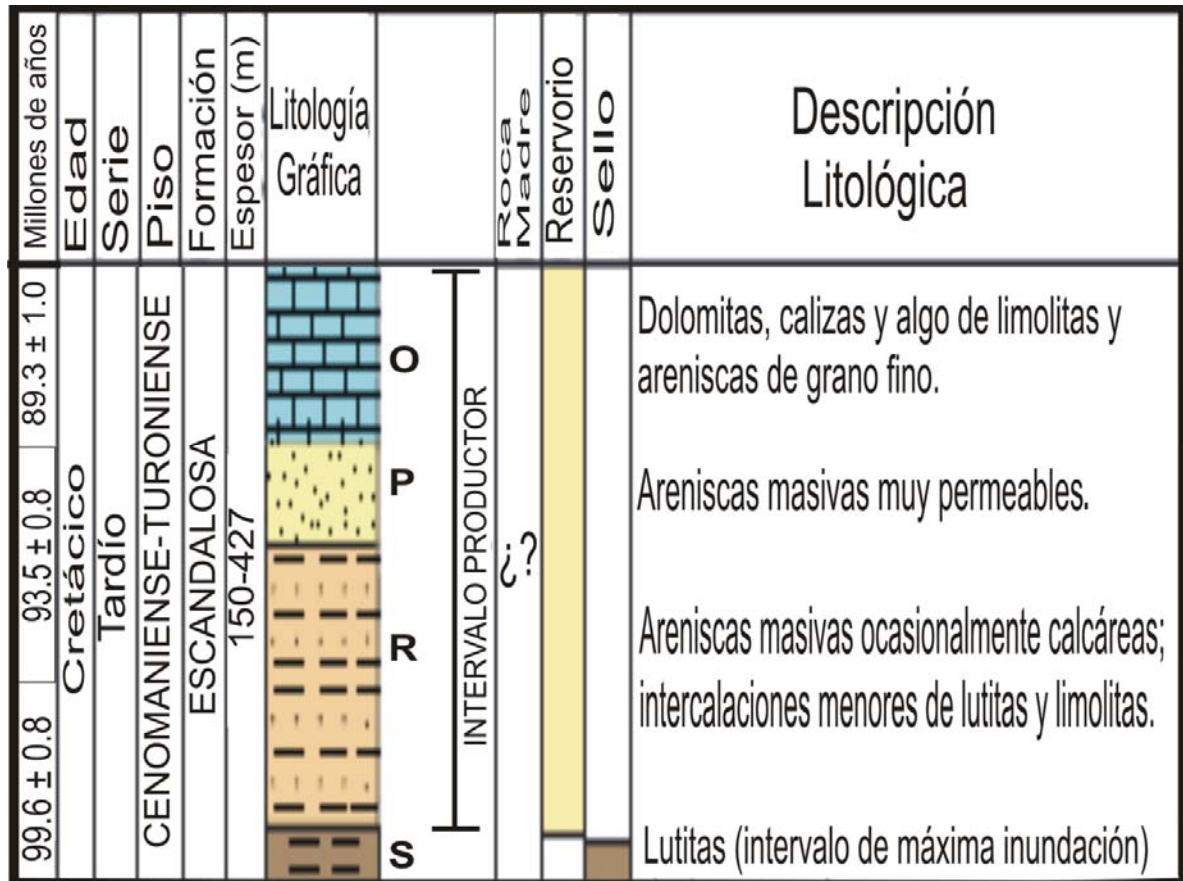 Millones de años
Edad
Serie
Piso
Formación
Espesor (m)
Litología
Gráfica
Roca
Madre
Reservorio
Sello
Descripción
Litológica
89.3 ± 1.0
93.5 ± 0.8
99.6 ± 0.8
Cretácico
Tardío
CENOMANIENSE-TURONIENSE
ESCANDALOSA
150-427
O
P
R
S
INTERVALO PRODUCTOR
¿?
Dolomitas, calizas y algo de limolitas y
areniscas de grano fino.
Areniscas masivas muy permeables.
Areniscas masivas ocasionalmente calcáreas;
intercalaciones menores de lutitas y limolitas.
Lutitas (intervalo de máxima inundación)